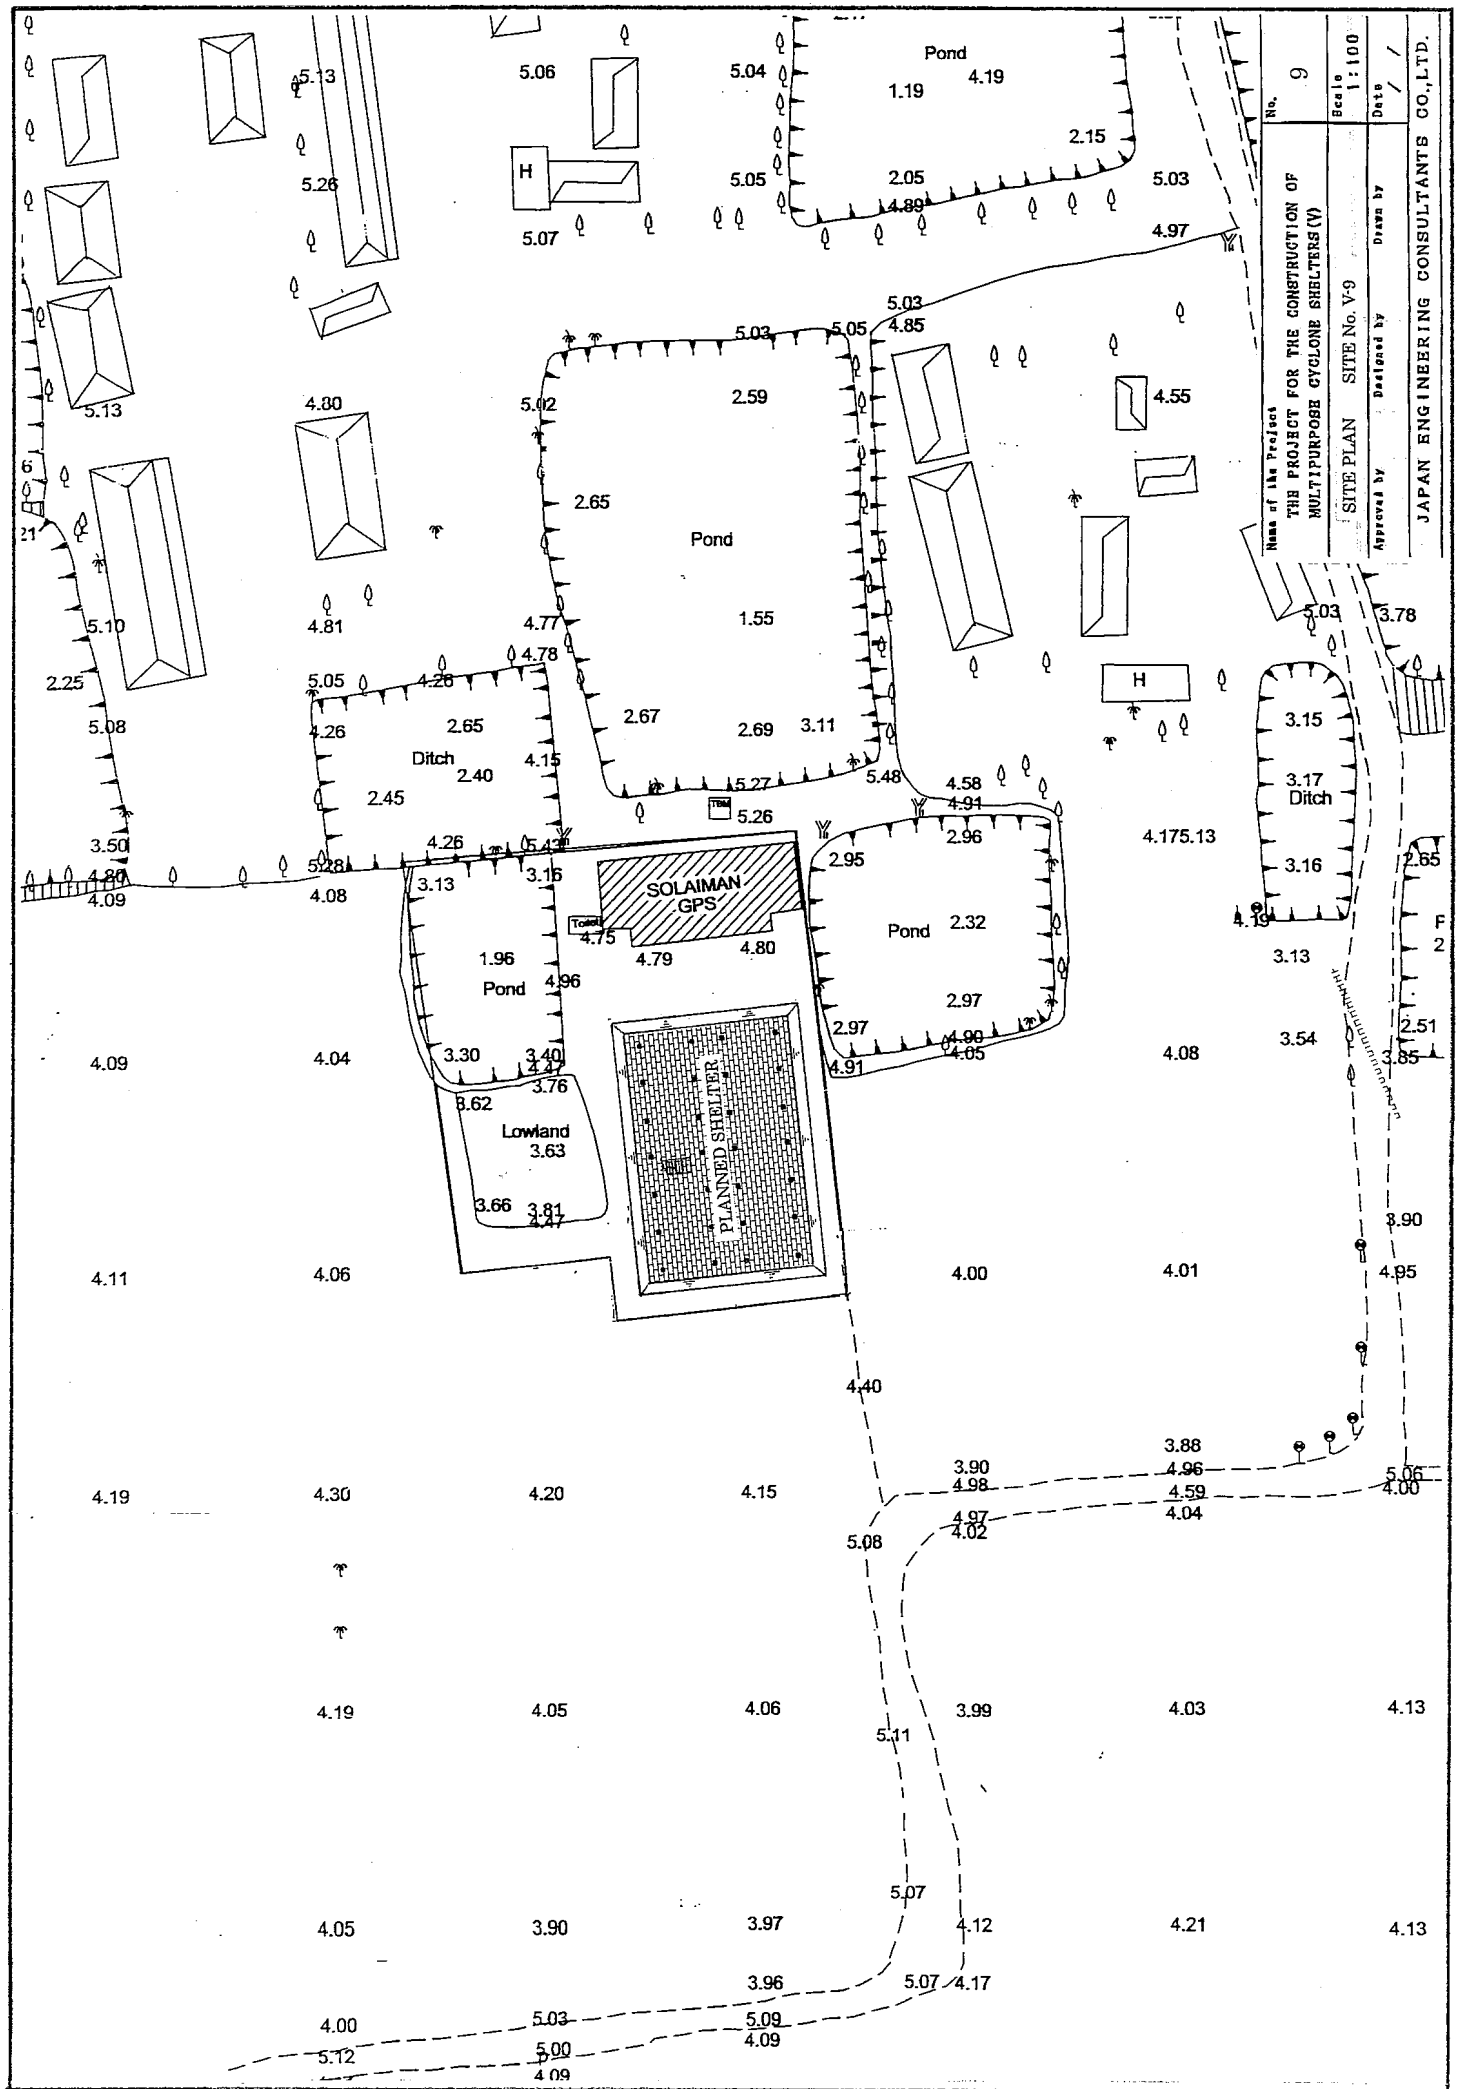 No.
9
Scale
1:100
Date / /
Name of the Project
THE PROJECT FOR THE CONSTRUCTION OF
MULTIPURPOSE CYCLONE SHELTERS(V)
SITE PLAN SITE No. V-9
Approved by Designed by Drawn by
JAPAN ENGINEERING CONSULTANTS CO.,LTD.
Pond
5.13 5.06 5.04 4.19
1.19
2.15
H
5.26 5.05 2.05 5.03
4.89
5.07 4.97
5.03
5.03 5.05 4.85
5.13 4.80 5.02 2.59 4.55
6
2.65
21
Pond
5.10 4.81 4.77 1.55 5.03 3.78
4.78
2.25 5.05 4.26 H
5.08 4.26 2.65 2.67 2.69 3.11 3.15
Ditch 4.15
2.40 5.27 5.48 4.58 3.17
2.45 TBM 4.91 Ditch
5.26
3.50 4.26 5.43 2.95 2.96 4.175.13
4.80 5.28 3.13 3.16 3.16 2.65
4.09 4.08 SOLAIMAN
GPS
Toilet 4.75 Pond 2.32 4.19 F
1.96 4.79 4.80 2
Pond 4.96 3.13
2.97 2.97
4.90
4.09 4.04 3.30 3.40 4.05 4.08 3.54 2.51
4.47 4.91 3.85
3.76
3.62
PLANNED SHELTER
Lowland
3.63
3.66 3.81 3.90
4.47
4.11 4.06 4.00 4.01 4.95
4.40
3.90 3.88
4.98 4.96 5.06
4.19 4.30 4.20 4.15 4.59 4.00
4.97 4.04
5.08 4.02
4.19 4.05 4.06 3.99 4.03 4.13
5.11
5.07
4.05 3.90 3.97 4.12 4.21 4.13
3.96 5.07 4.17
4.00 5.03 5.09
5.12 5.00 4.09
4.09